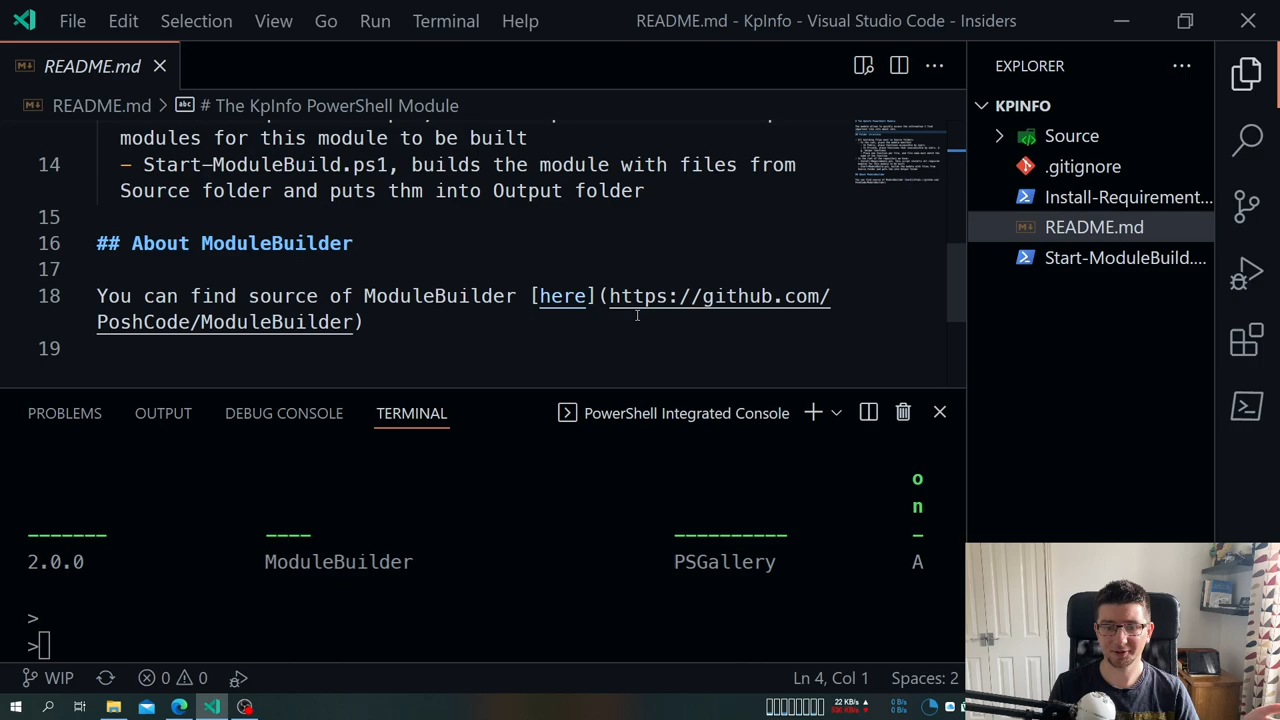 File Edit Selection View Go Run Terminal Help README.md - KpInfo - Visual Studio Code - Insiders
README.md
README.md > # The KpInfo PowerShell Module
modules for this module to be built
14 – Start-ModuleBuild.ps1, builds the module with files from
Source folder and puts thm into Output folder
15
16 ## About ModuleBuilder
17
18 You can find source of ModuleBuilder [here](https://github.com/
PoshCode/ModuleBuilder)
19
EXPLORER
KPINFO
Source
.gitignore
Install-Requirement...
README.md
Start-ModuleBuild....
PROBLEMS OUTPUT DEBUG CONSOLE TERMINAL PowerShell Integrated Console
o
n
------- ---- ---------- -
2.0.0 ModuleBuilder PSGallery A
>
>
WIP 0 0 Ln 4, Col 1 Spaces: 2
22 KB/s 0 B/s
0 B/s